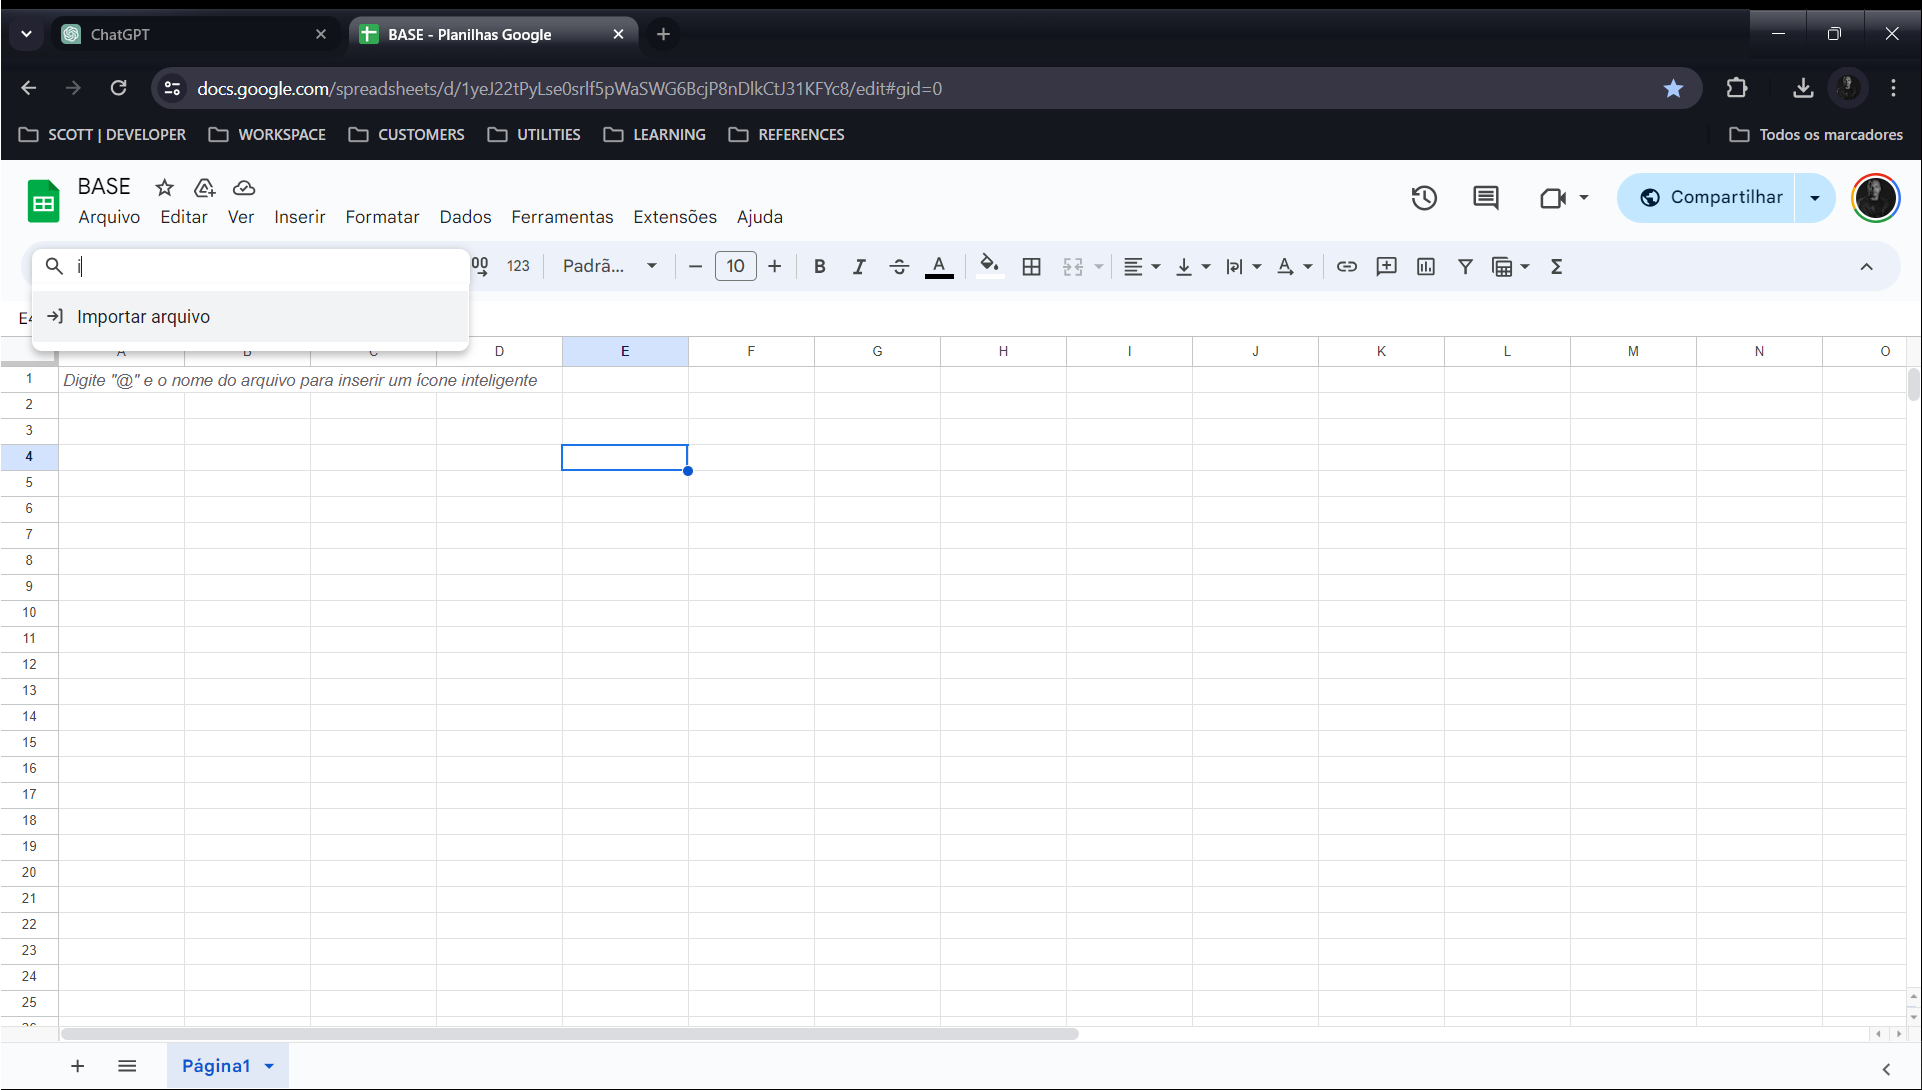 ChatGPT
BASE - Planilhas Google
docs.google.com/spreadsheets/d/1yeJ22tPyLse0srlf5pWaSWG6BcjP8nDlkCtJ31KFYc8/edit#gid=0
SCOTT | DEVELOPER WORKSPACE CUSTOMERS UTILITIES LEARNING REFERENCES Todos os marcadores
BASE
Arquivo Editar Ver Inserir Formatar Dados Ferramentas Extensões Ajuda
Compartilhar
i
00 123 Padrã... 10 B I A A Σ
Importar arquivo
E4
A B C D E F G H I J K L M N O
1 Digite "@" e o nome do arquivo para inserir um ícone inteligente
2
3
4
5
6
7
8
9
10
11
12
13
14
15
16
17
18
19
20
21
22
23
24
25
26
Página1